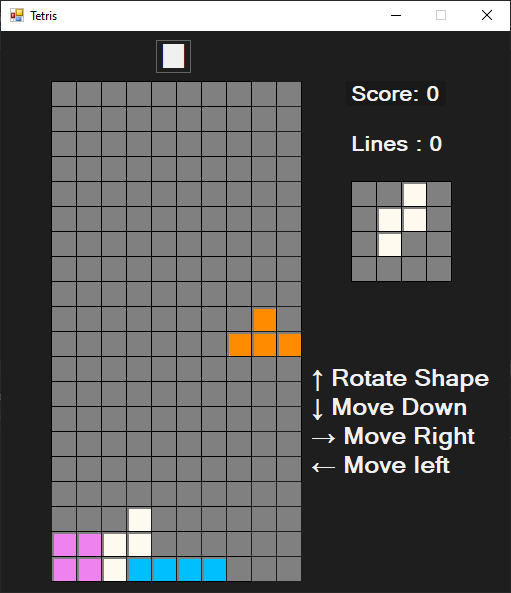 Tetris
Score: 0
Lines : 0
↑ Rotate Shape
↓ Move Down
→ Move Right
← Move left